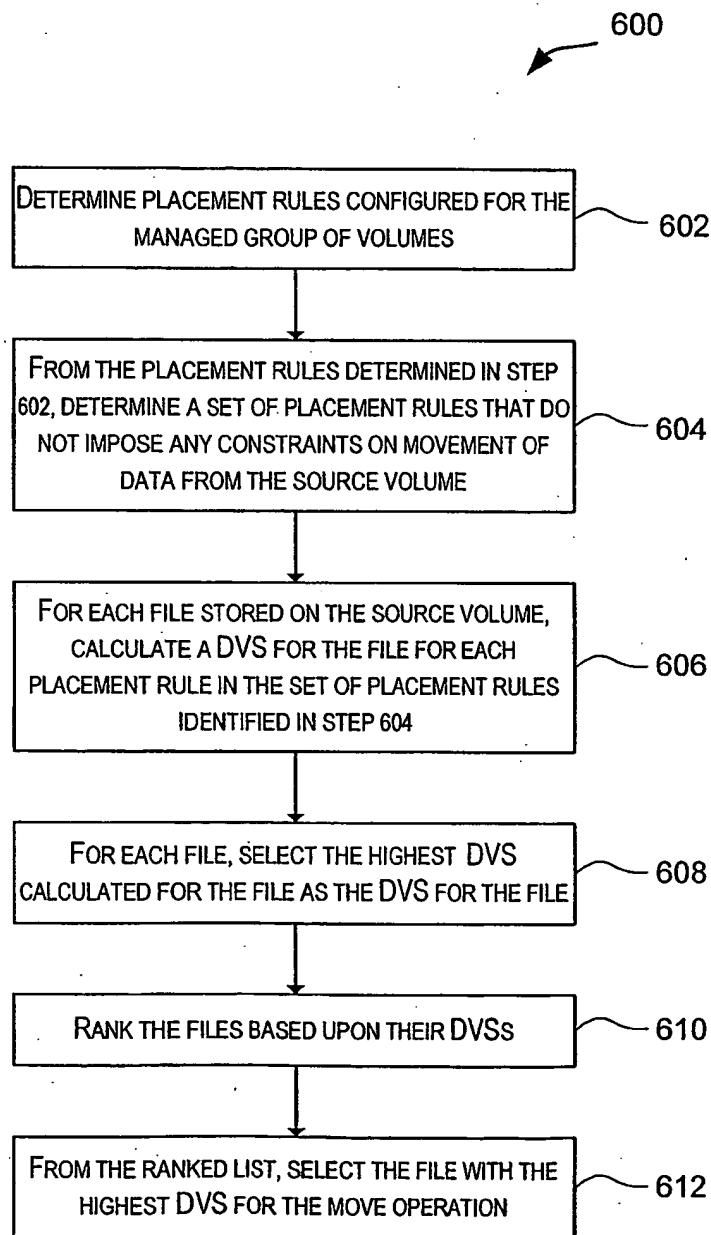 600
DETERMINE PLACEMENT RULES CONFIGURED FOR THE
MANAGED GROUP OF VOLUMES
602
FROM THE PLACEMENT RULES DETERMINED IN STEP
602, DETERMINE A SET OF PLACEMENT RULES THAT DO
NOT IMPOSE ANY CONSTRAINTS ON MOVEMENT OF
DATA FROM THE SOURCE VOLUME
604
FOR EACH FILE STORED ON THE SOURCE VOLUME,
CALCULATE A DVS FOR THE FILE FOR EACH
PLACEMENT RULE IN THE SET OF PLACEMENT RULES
IDENTIFIED IN STEP 604
606
FOR EACH FILE, SELECT THE HIGHEST DVS
CALCULATED FOR THE FILE AS THE DVS FOR THE FILE
608
RANK THE FILES BASED UPON THEIR DVSS
610
FROM THE RANKED LIST, SELECT THE FILE WITH THE
HIGHEST DVS FOR THE MOVE OPERATION
612